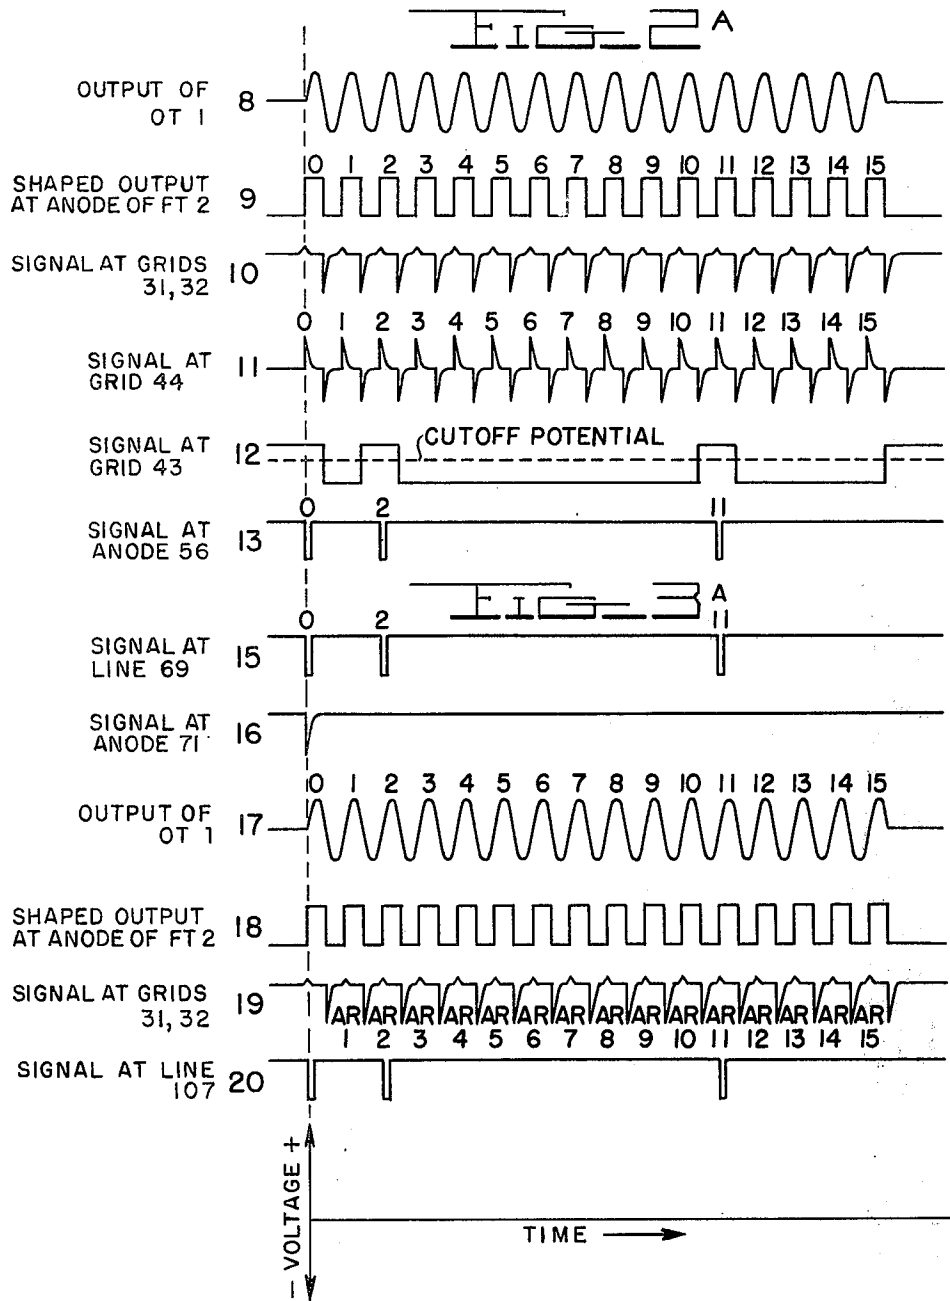 FIG_2A
OUTPUT OF
OT 1
8
0 1 2 3 4 5 6 7 8 9 10 11 12 13 14 15
SHAPED OUTPUT
AT ANODE OF FT 2
9
SIGNAL AT GRIDS
31, 32
10
0 1 2 3 4 5 6 7 8 9 10 11 12 13 14 15
SIGNAL AT
GRID 44
11
SIGNAL AT
GRID 43
12
CUTOFF POTENTIAL
0 2 11
SIGNAL AT
ANODE 56
13
FIG_3A
0 2 11
SIGNAL AT
LINE 69
15
SIGNAL AT
ANODE 71
16
0 1 2 3 4 5 6 7 8 9 10 11 12 13 14 15
OUTPUT OF
OT 1
17
SHAPED OUTPUT
AT ANODE OF FT 2
18
SIGNAL AT GRIDS
31, 32
19
AR AR AR AR AR AR AR AR AR AR AR AR AR AR AR
1 2 3 4 5 6 7 8 9 10 11 12 13 14 15
SIGNAL AT LINE
107
20
- VOLTAGE +
TIME